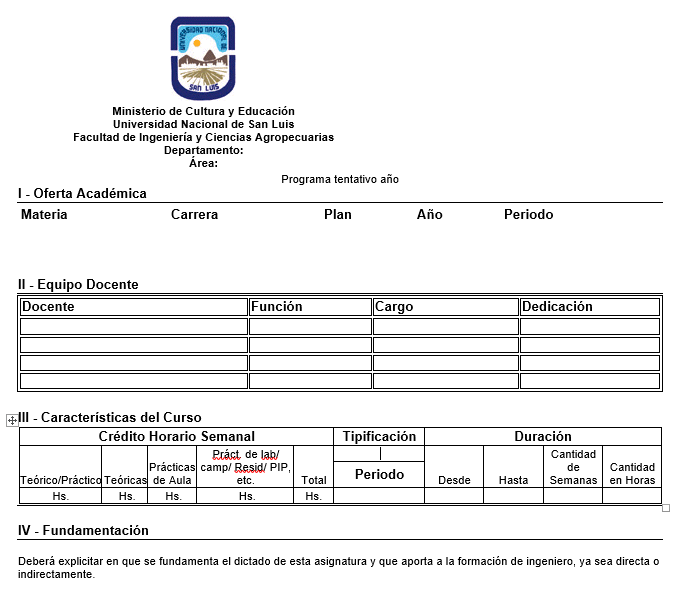 UNIVERSIDAD NACIONAL DE
SAN LUIS
Ministerio de Cultura y Educación
Universidad Nacional de San Luis
Facultad de Ingeniería y Ciencias Agropecuarias
Departamento:
Área:
Programa tentativo año
I - Oferta Académica
Materia Carrera Plan Año Periodo
II - Equipo Docente
Docente Función Cargo Dedicación
III - Características del Curso
Crédito Horario Semanal Tipificación Duración
Teórico/Práctico Teóricas Prácticas de Aula Práct. de lab/ camp/ Resid/ PIP, etc. Total Periodo Desde Hasta Cantidad de Semanas Cantidad en Horas
Hs. Hs. Hs. Hs. Hs.
IV - Fundamentación
Deberá explicitar en que se fundamenta el dictado de esta asignatura y que aporta a la formación de ingeniero, ya sea directa o
indirectamente.